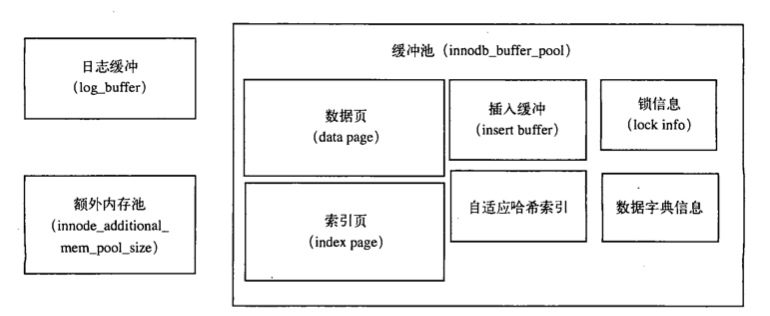 日志缓冲
(log_buffer)
额外内存池
(innode_additional_
mem_pool_size)
缓冲池 (innodb_buffer_pool)
数据页
(data page)
索引页
(index page)
插入缓冲
(insert buffer)
自适应哈希索引
锁信息
(lock info)
数据字典信息